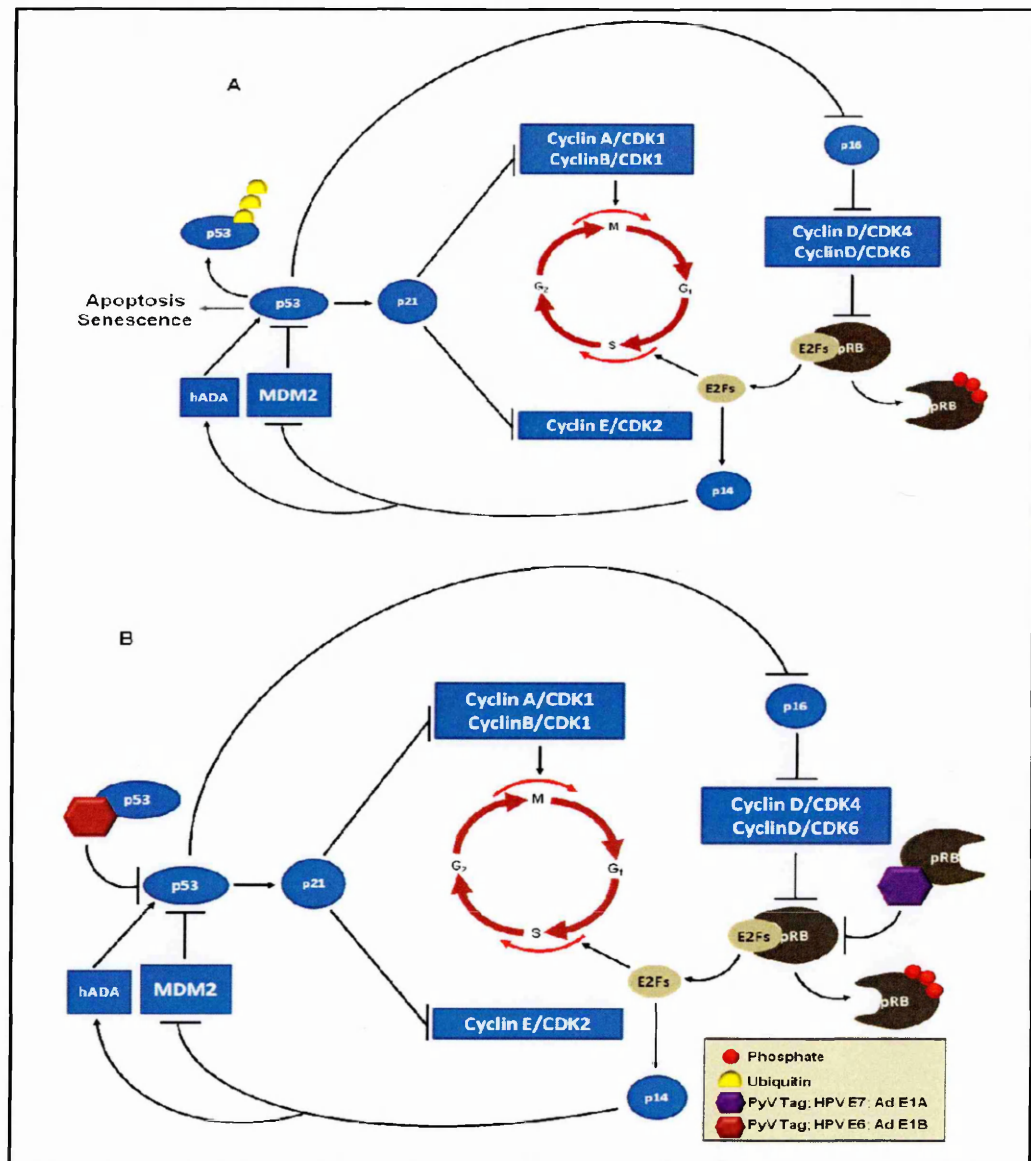 A
Cyclin A/CDK1
CyclinB/CDK1
p16
p53
M
Cyclin D/CDK4
CyclinD/CDK6
G₂
G₁
Apoptosis
Senescence
p53
p21
S
E2Fs
pRB
hADA
MDM2
E2Fs
pRB
Cyclin E/CDK2
p14
B
Cyclin A/CDK1
CyclinB/CDK1
p16
p53
M
Cyclin D/CDK4
CyclinD/CDK6
pRB
p53
p21
G₂
G₁
S
E2Fs
pRB
hADA
MDM2
E2Fs
pRB
Cyclin E/CDK2
p14
Phosphate
Ubiquitin
PyV Tag; HPV E7; Ad E1A
PyV Tag; HPV E6; Ad E1B